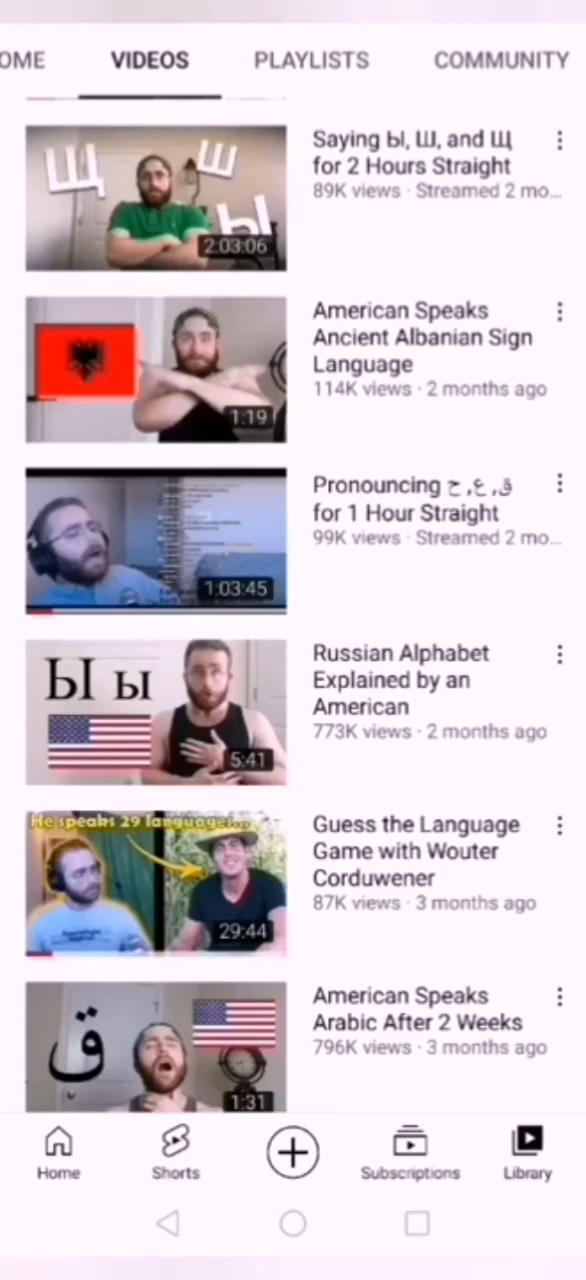 OME
VIDEOS
PLAYLISTS
COMMUNITY
Щ
Ш
Ы
2:03:06
Saying Ы, Ш, and Щ
for 2 Hours Straight
89K views · Streamed 2 mo...
1:19
American Speaks
Ancient Albanian Sign
Language
114K views · 2 months ago
1:03:45
Pronouncing ق, ع, ح
for 1 Hour Straight
99K views · Streamed 2 mo...
Ы ы
5:41
Russian Alphabet
Explained by an
American
773K views · 2 months ago
He speaks 29 languages...
29:44
Guess the Language
Game with Wouter
Corduwener
87K views · 3 months ago
ق
1:31
American Speaks
Arabic After 2 Weeks
796K views · 3 months ago
Home
Shorts
Subscriptions
Library